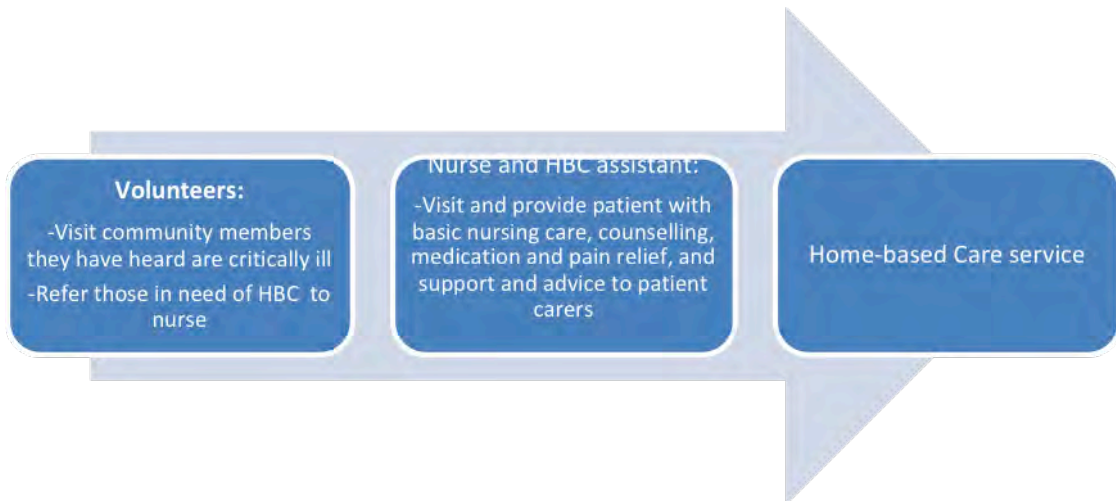 Volunteers:
-Visit community members
they have heard are critically ill
-Refer those in need of HBC to
nurse
Nurse and HBC assistant:
-Visit and provide patient with
basic nursing care, counselling,
medication and pain relief, and
support and advice to patient
carers
Home-based Care service